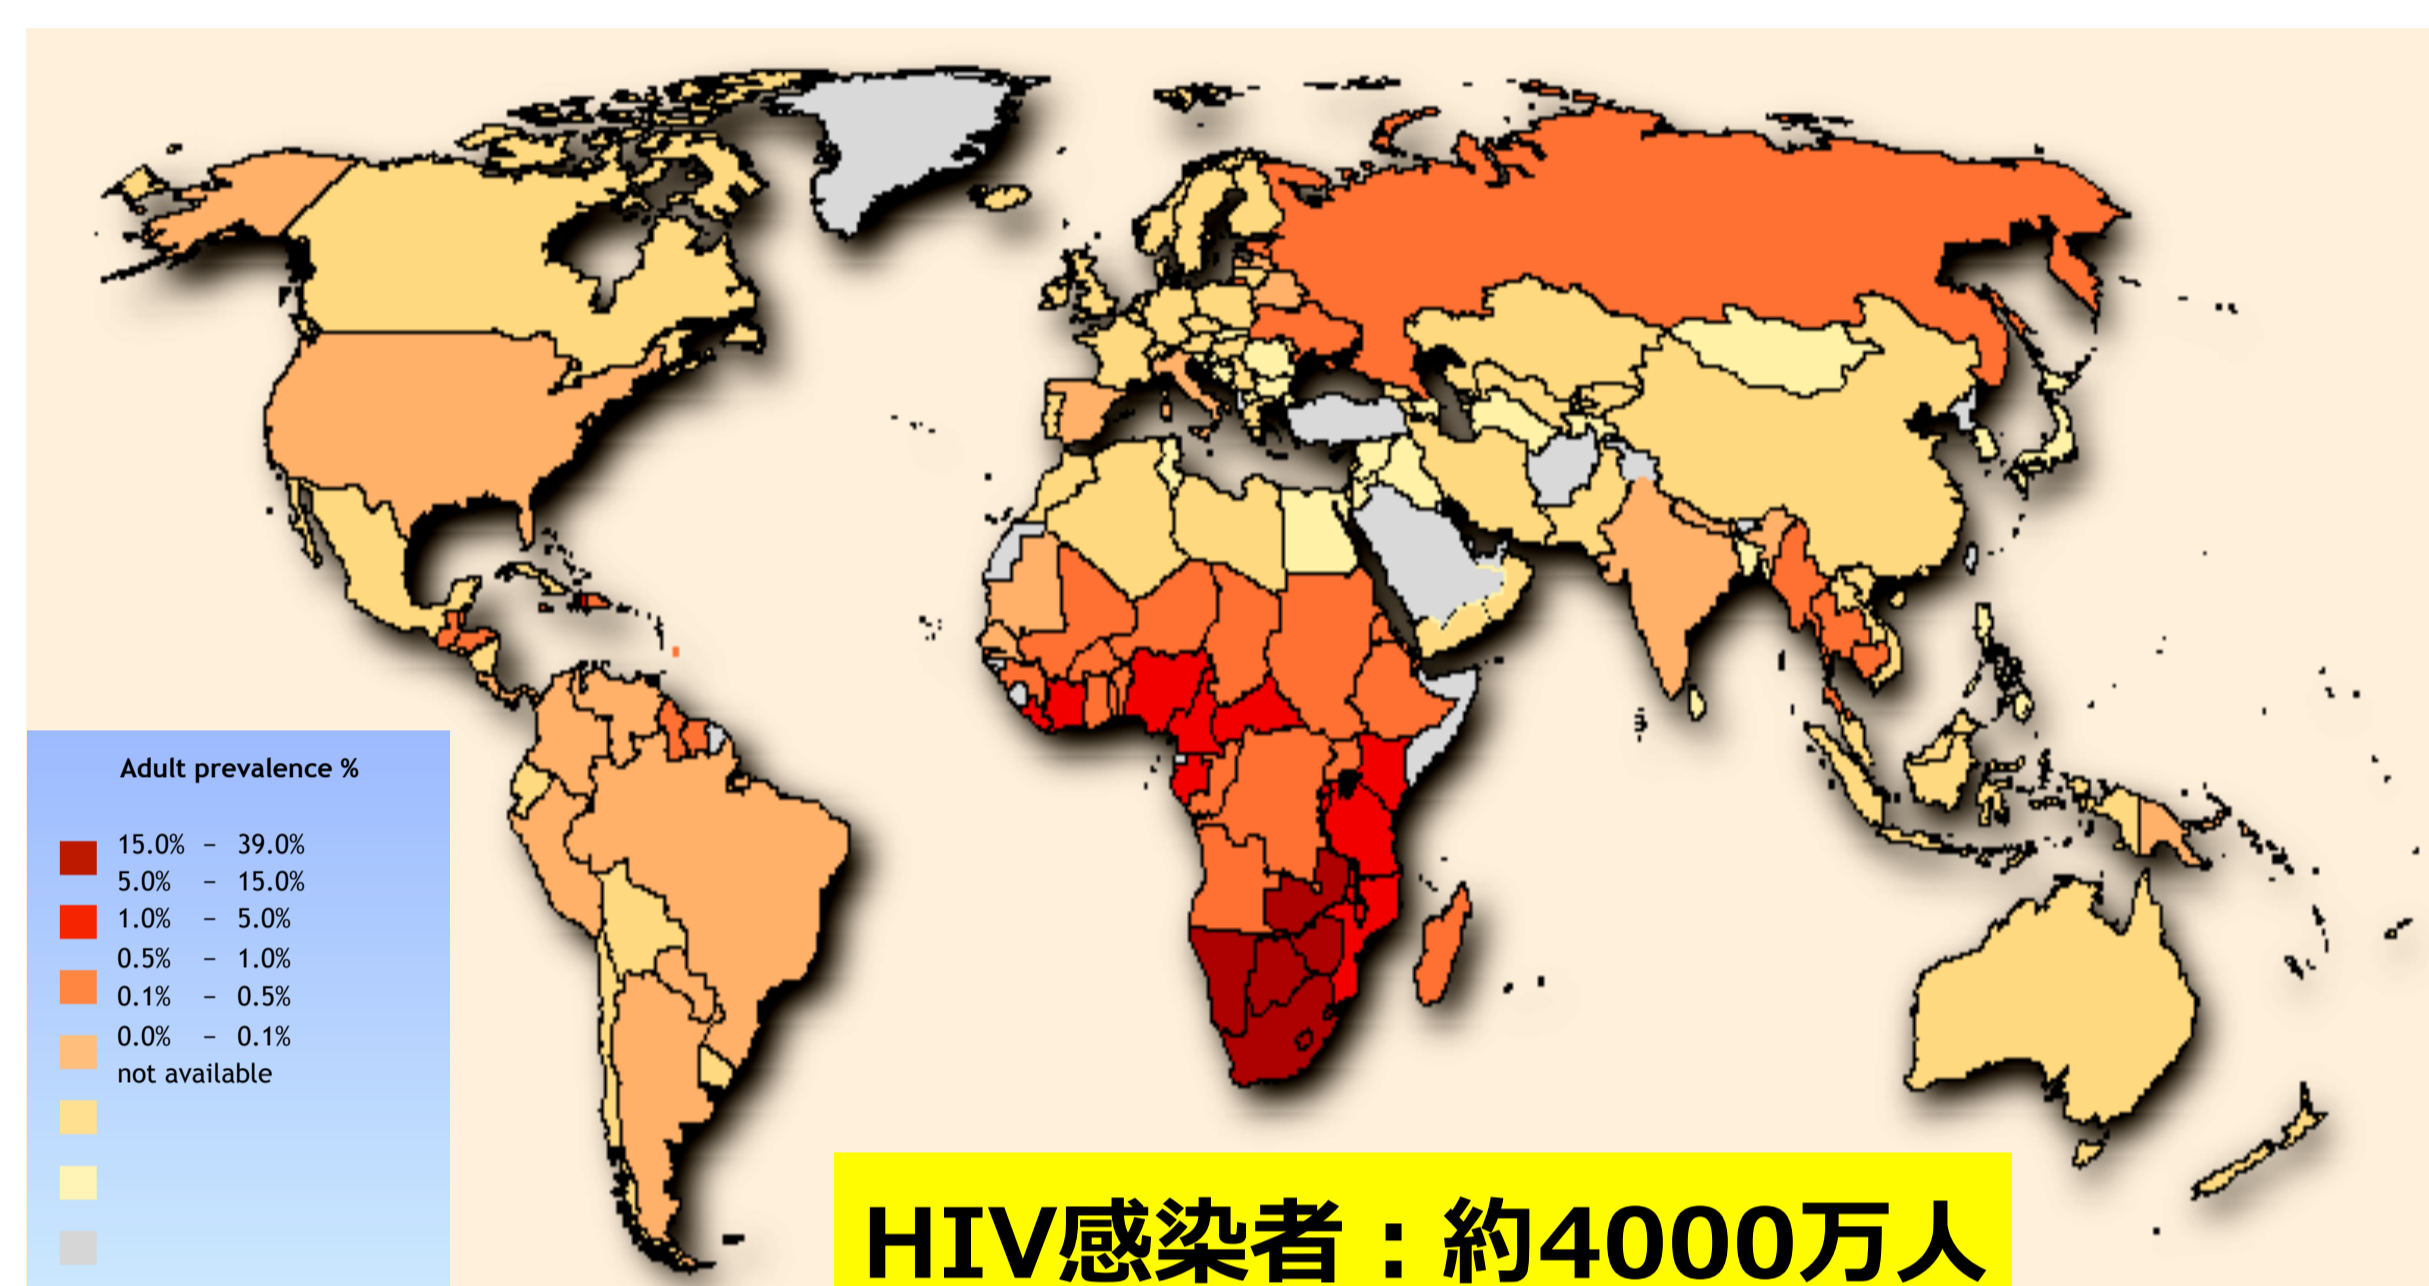 Adult prevalence %
15.0% – 39.0%
5.0% – 15.0%
1.0% – 5.0%
0.5% – 1.0%
0.1% – 0.5%
0.0% – 0.1%
not available
HIV感染者：約4000万人